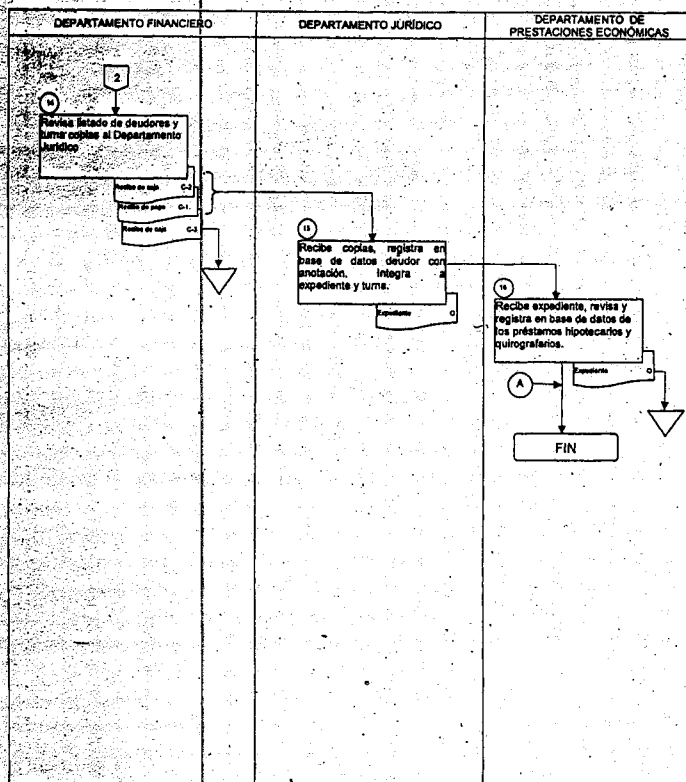 DEPARTAMENTO FINANCIERO
DEPARTAMENTO JURÍDICO
DEPARTAMENTO DE
PRESTACIONES ECONÓMICAS
2
14
Revisa listado de deudores y
turna copias al Departamento
Jurídico
Recibo de caja C-2
Recibo de pago C-1
Recibo de caja C-3
15
Recibe copias, registra en
base de datos deudor con
anotación. Integra a
expediente y turna.
Expediente O
16
Recibe expediente, revisa y
registra en base de datos de
los préstamos hipotecarios y
quirografarios.
Expediente O
A
FIN